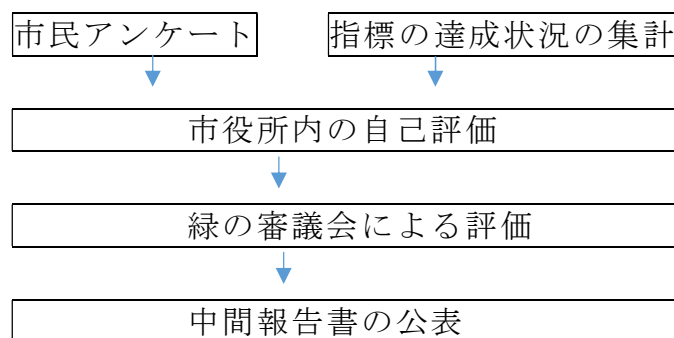 市民アンケート
指標の達成状況の集計
市役所内の自己評価
緑の審議会による評価
中間報告書の公表